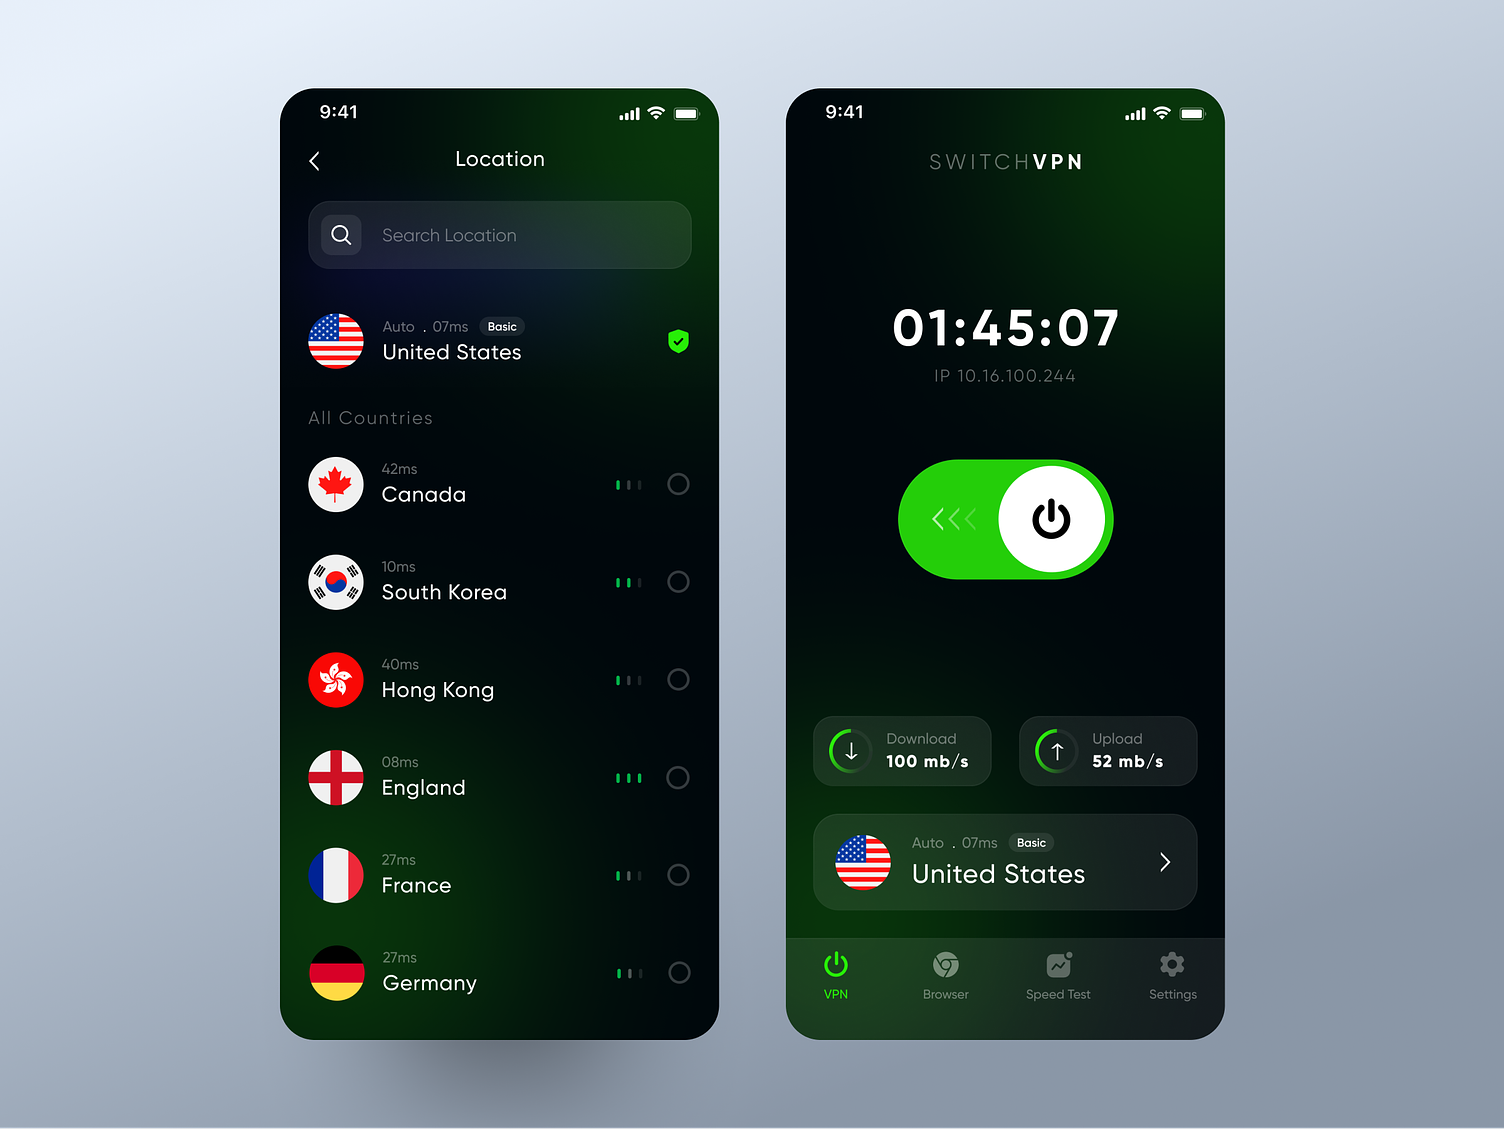 9:41
Location
Search Location
Auto . 07ms Basic
United States
All Countries
42ms
Canada
10ms
South Korea
40ms
Hong Kong
08ms
England
27ms
France
27ms
Germany
9:41
SWITCHVPN
01:45:07
IP 10.16.100.244
Download
100 mb/s
Upload
52 mb/s
Auto . 07ms Basic
United States
VPN
Browser
Speed Test
Settings